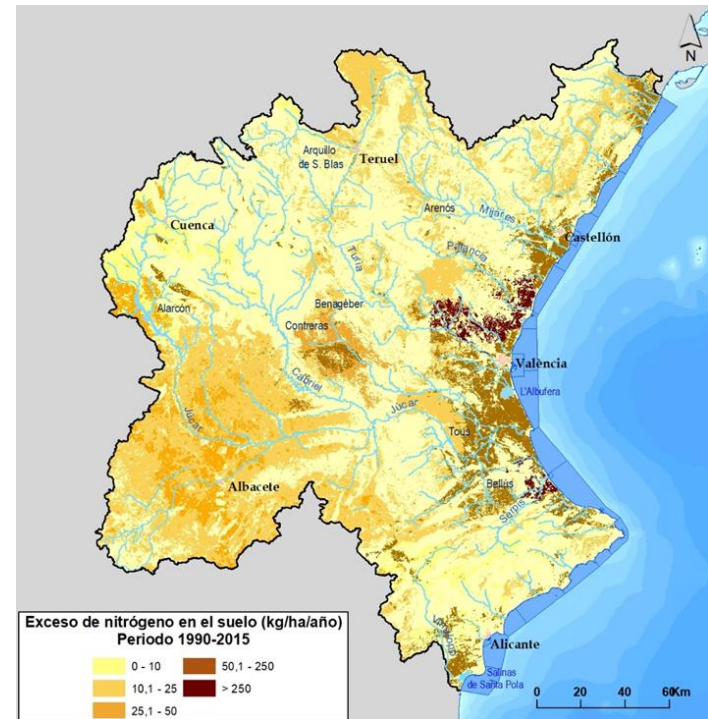 N
Teruel
Arquillo
de S. Blas
Cuenca
Arenós
Mijares
Castellón
Palancia
Turia
Alarcón
Benagéber
Contreras
Cabriel
València
L'Albufera
Júcar
Júcar
Tous
Albacete
Bellús
Serpis
Vinalopó
Alicante
Salinas
de Santa Pola
Exceso de nitrógeno en el suelo (kg/ha/año)
Periodo 1990-2015
0 - 10
50,1 - 250
10,1 - 25
> 250
25,1 - 50
0 20 40 60Km